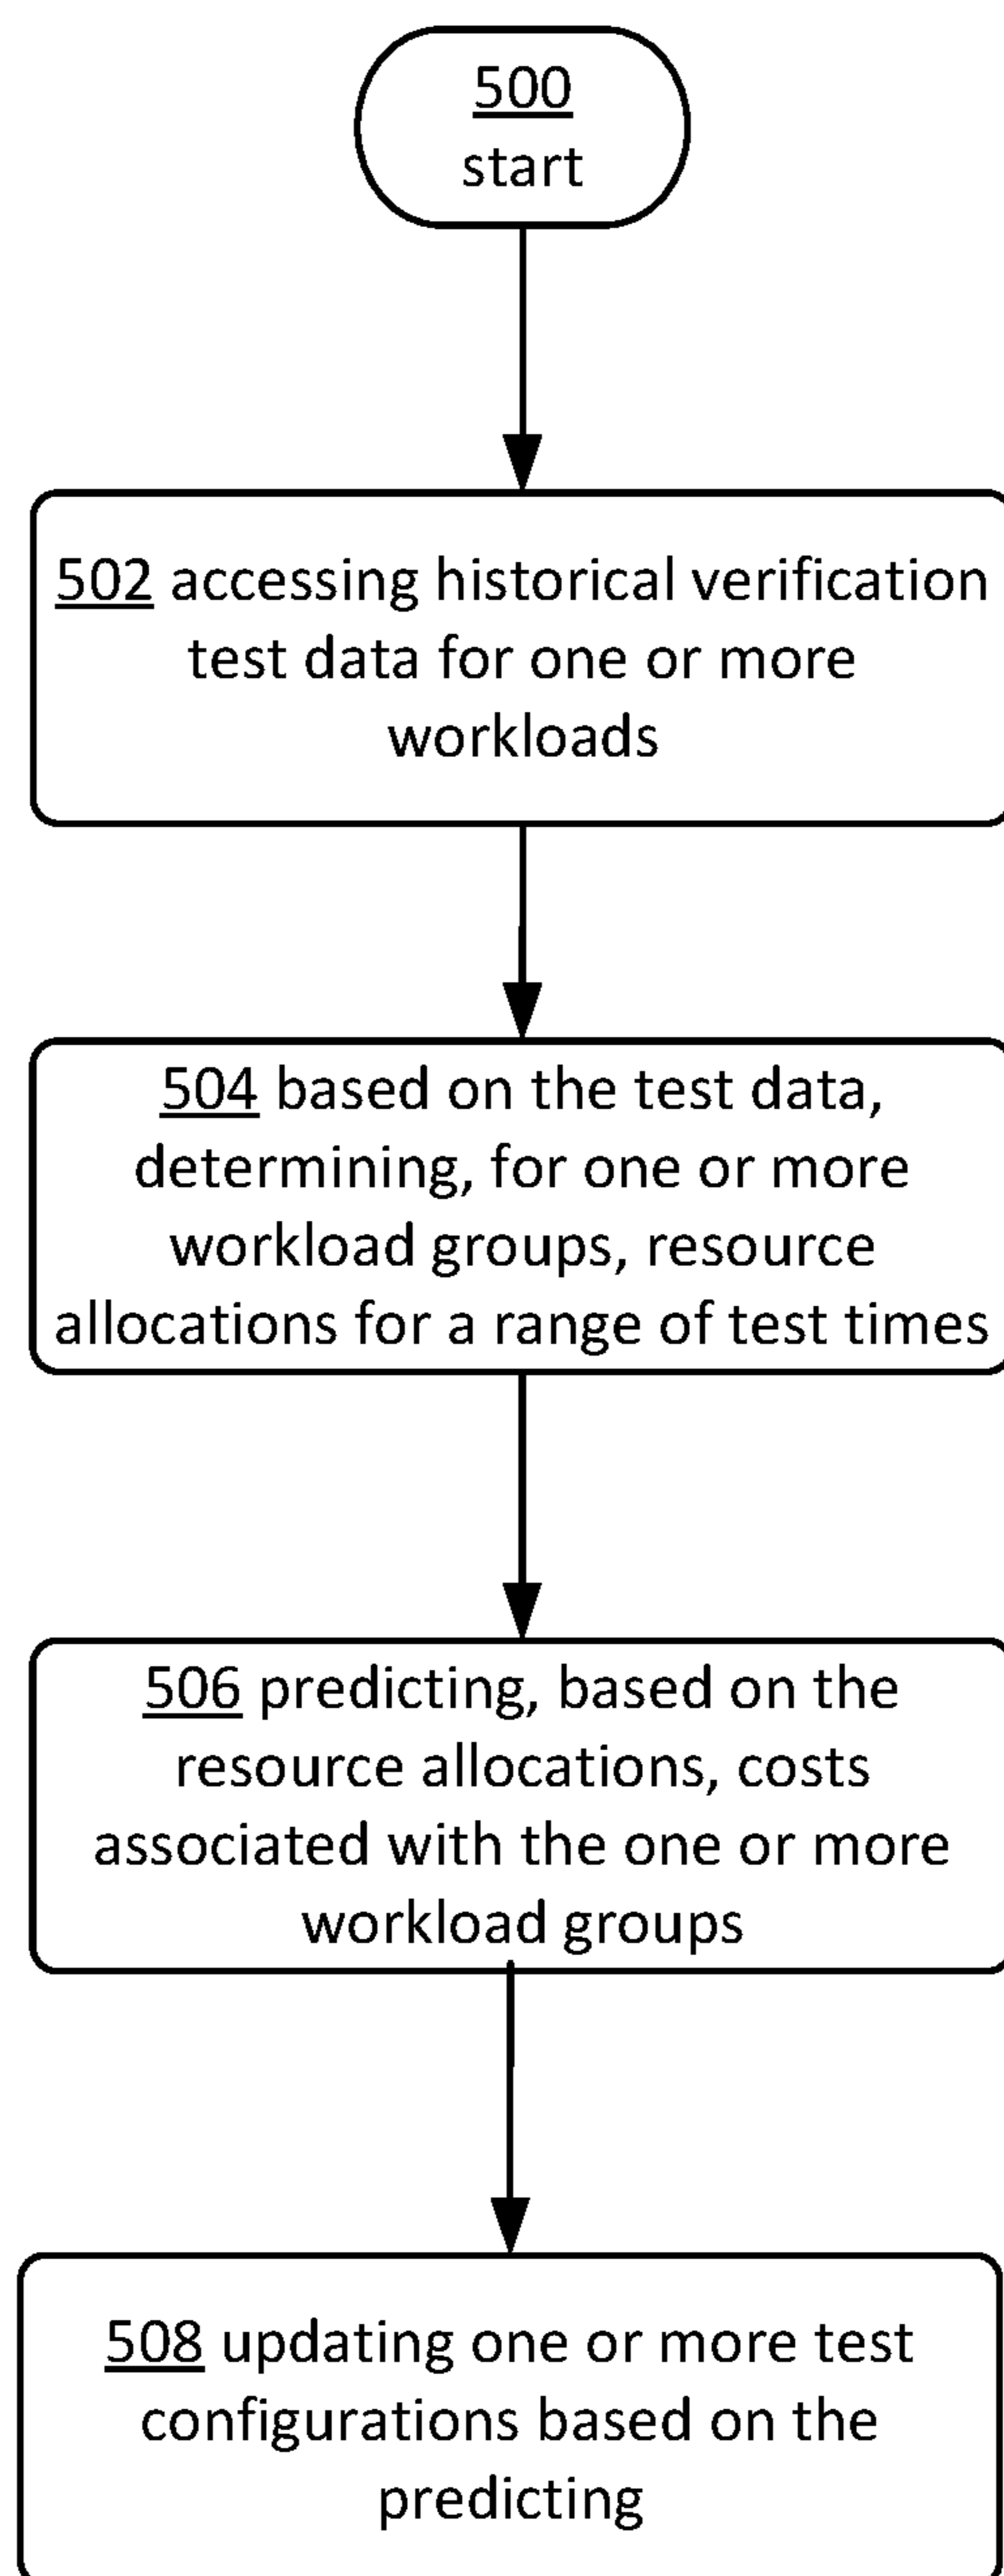 500
start
502 accessing historical verification
test data for one or more
workloads
504 based on the test data,
determining, for one or more
workload groups, resource
allocations for a range of test times
506 predicting, based on the
resource allocations, costs
associated with the one or more
workload groups
508 updating one or more test
configurations based on the
predicting